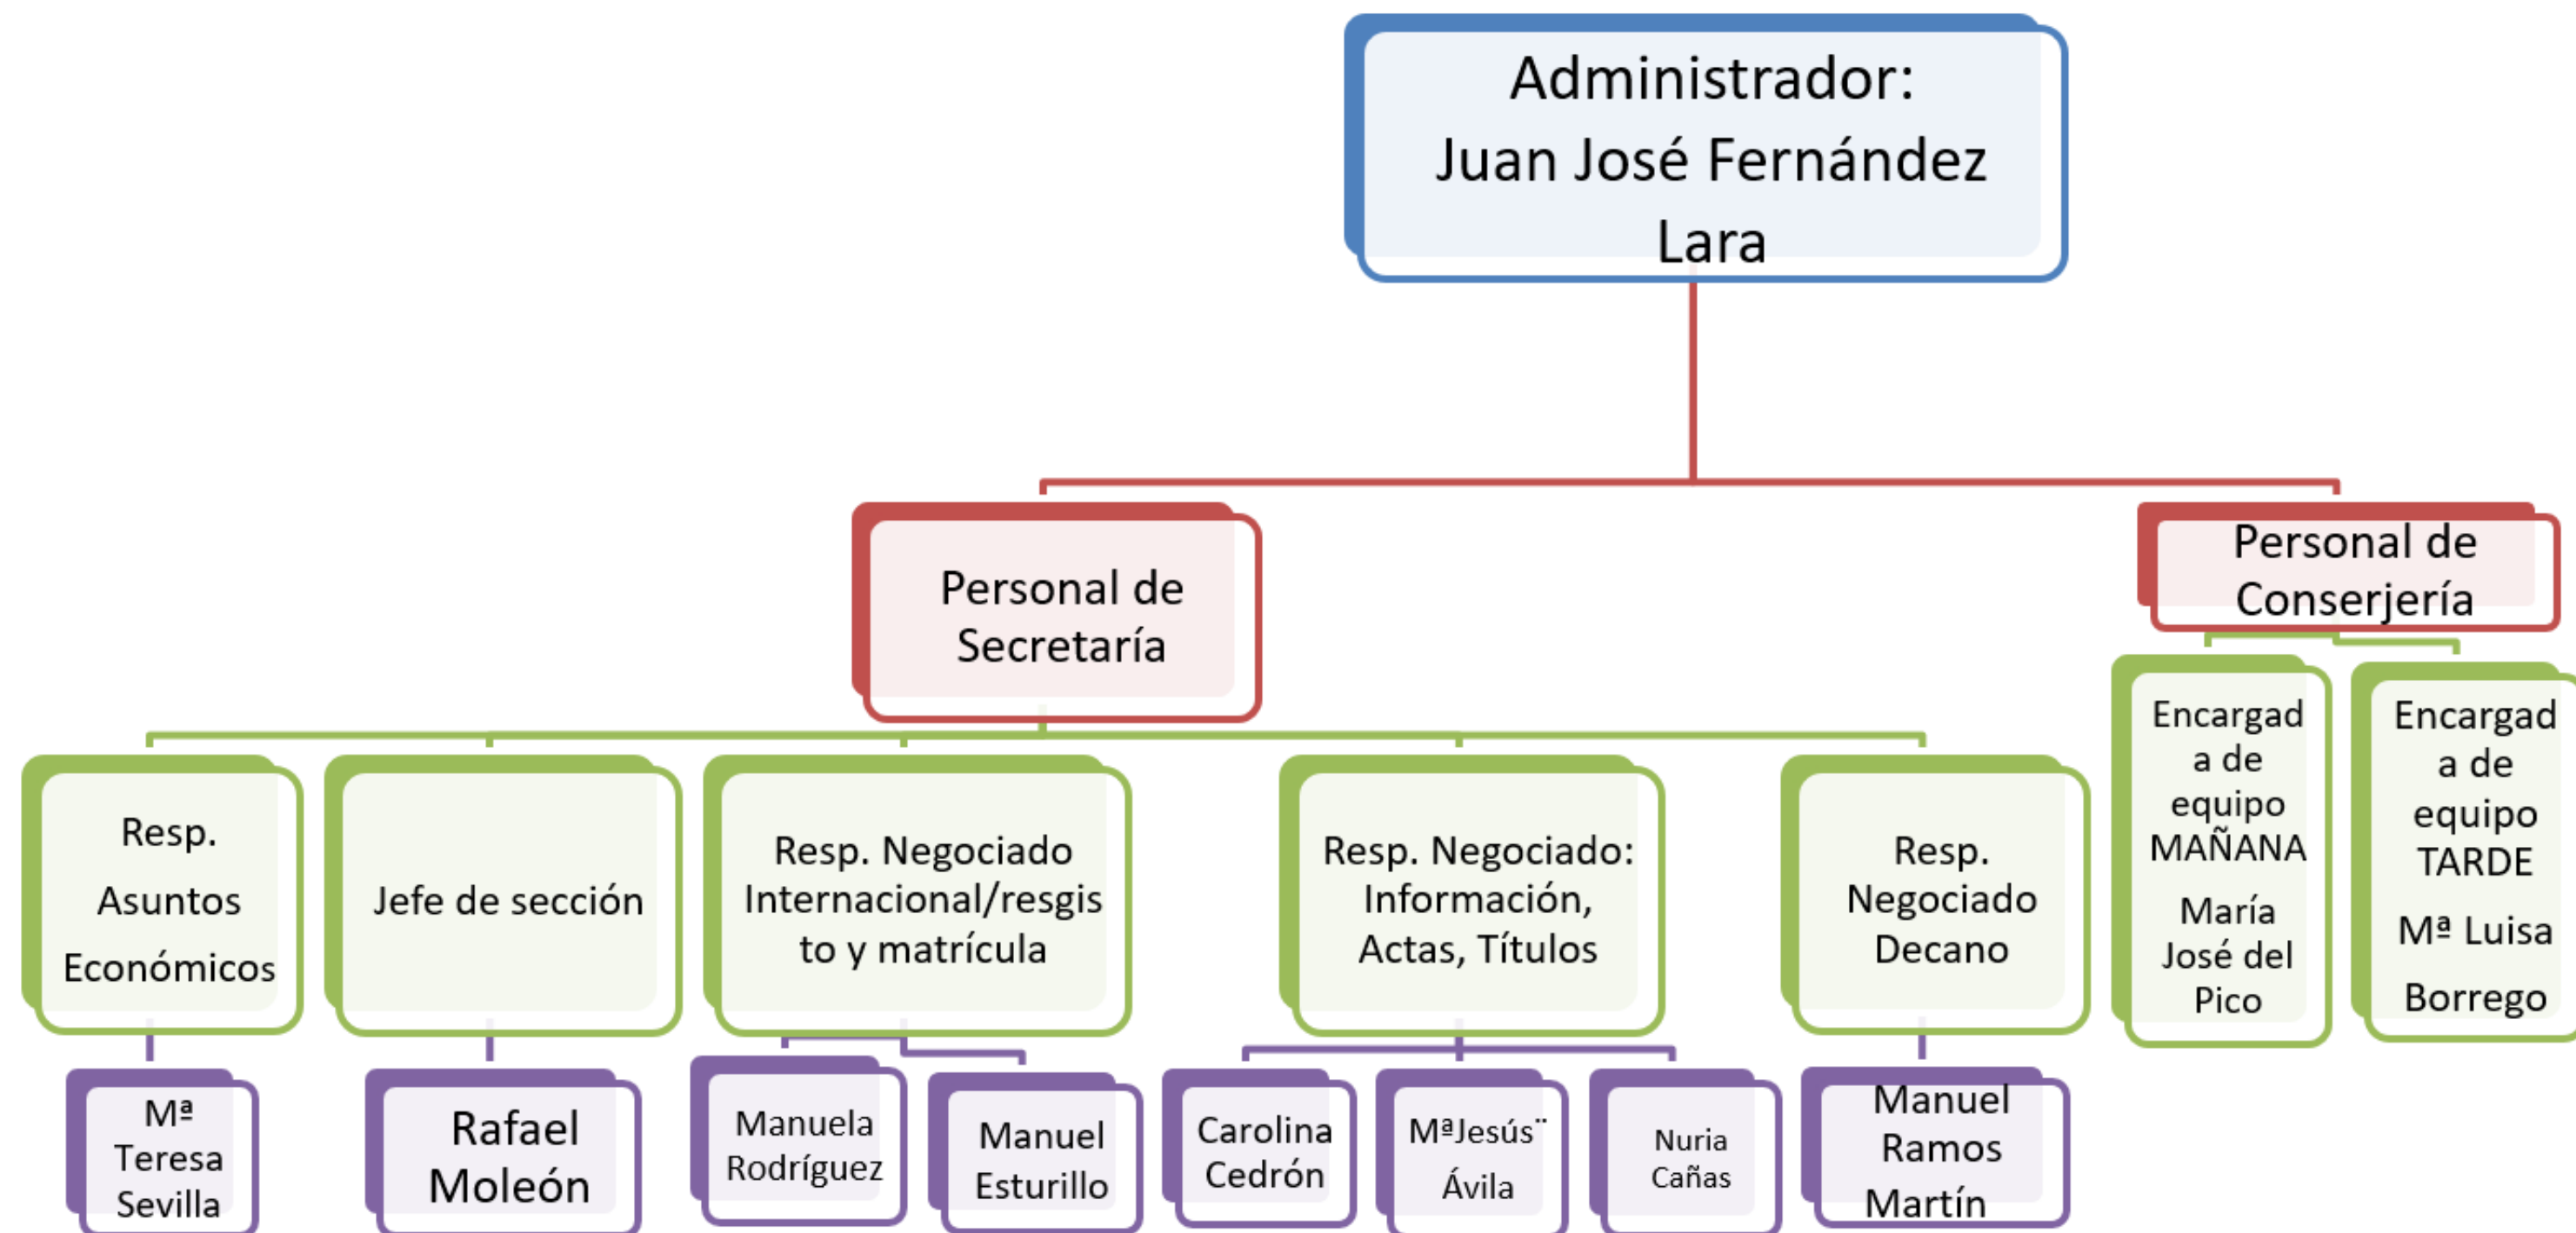 Administrador:
Juan José Fernández
Lara
Personal de
Secretaría
Personal de
Conserjería
Resp.
Asuntos
Económicos
Jefe de sección
Resp. Negociado
Internacional/resgis
to y matrícula
Resp. Negociado:
Información,
Actas, Títulos
Resp.
Negociado
Decano
Encargad
a de
equipo
MAÑANA
María
José del
Pico
Encargad
a de
equipo
TARDE
Mª Luisa
Borrego
Mª
Teresa
Sevilla
Rafael
Moleón
Manuela
Rodríguez
Manuel
Esturillo
Carolina
Cedrón
MªJesús¨
Ávila
Nuria
Cañas
Manuel
Ramos
Martín